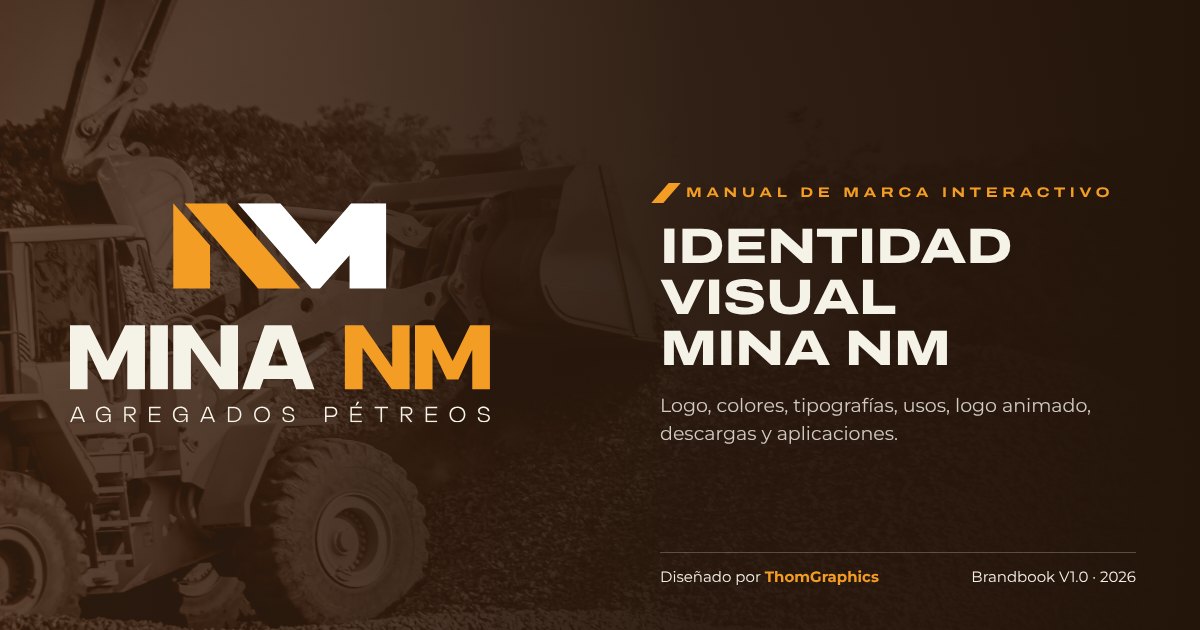 MINA NM
AGREGADOS PÉTREOS
MANUAL DE MARCA INTERACTIVO
IDENTIDAD
VISUAL
MINA NM
Logo, colores, tipografías, usos, logo animado,
descargas y aplicaciones.
Diseñado por ThomGraphics
Brandbook V1.0 · 2026